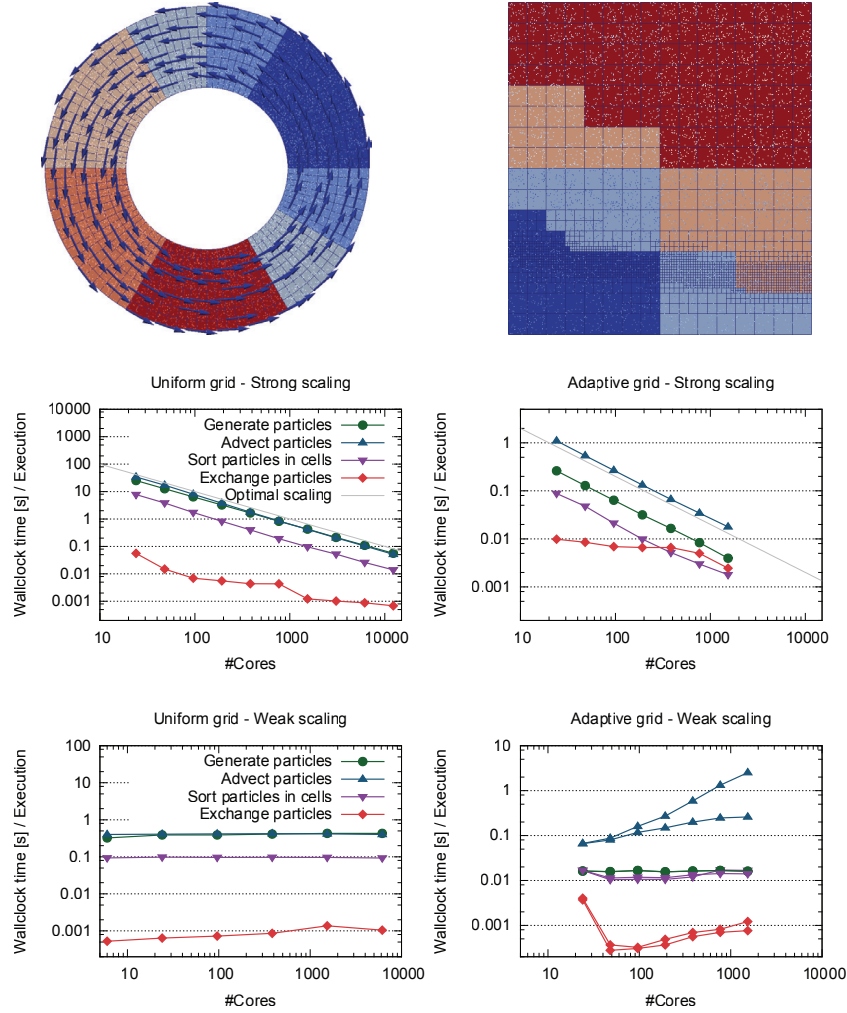 Uniform grid - Strong scaling
Wallclock time [s] / Execution
10000
1000
100
10
1
0.1
0.01
0.001
Generate particles
Advect particles
Sort particles in cells
Exchange particles
Optimal scaling
10
100
1000
10000
#Cores
Adaptive grid - Strong scaling
Wallclock time [s] / Execution
1
0.1
0.01
0.001
10
100
1000
10000
#Cores
Uniform grid - Weak scaling
Wallclock time [s] / Execution
100
10
1
0.1
0.01
0.001
Generate particles
Advect particles
Sort particles in cells
Exchange particles
10
100
1000
10000
#Cores
Adaptive grid - Weak scaling
Wallclock time [s] / Execution
10
1
0.1
0.01
0.001
10
100
1000
10000
#Cores